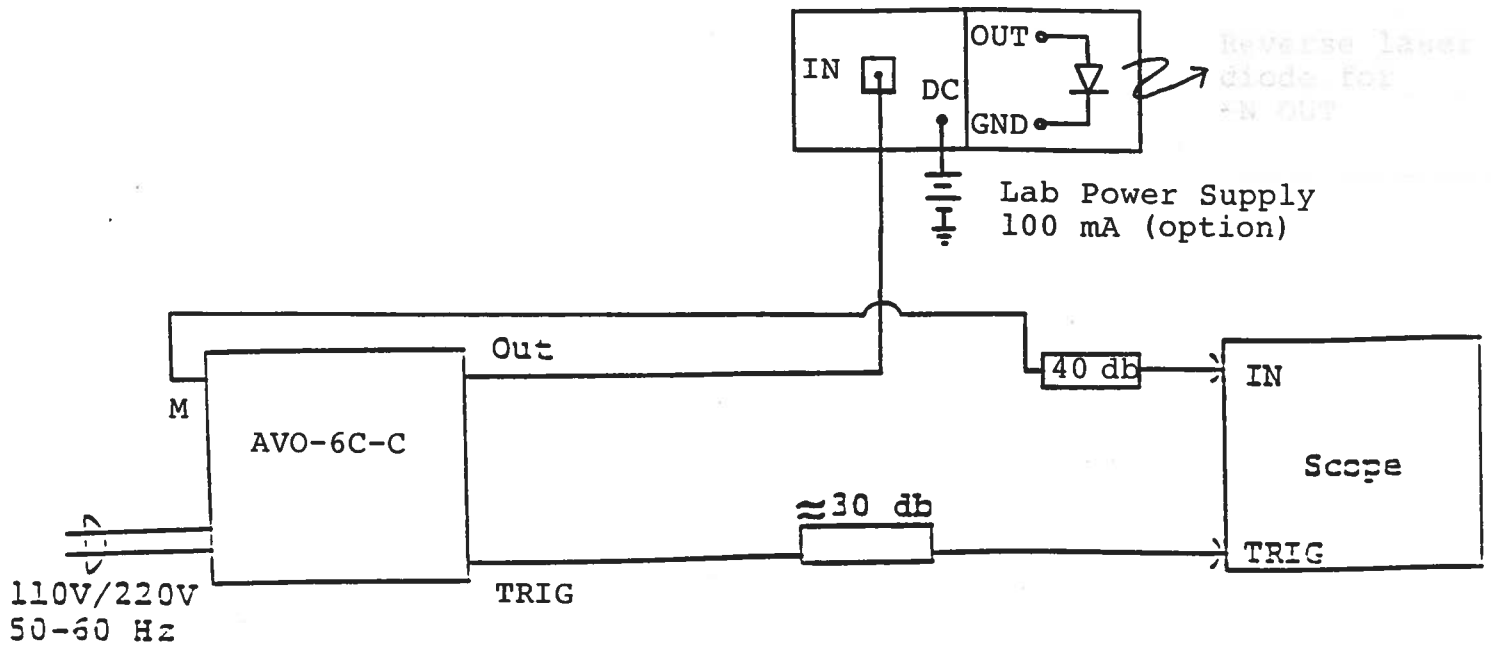 OUT
IN
DC
GND
Reverse laser
diode for
-N OUT
Lab Power Supply
100 mA (option)
Out
40 db
IN
M
AVO-6C-C
Scope
≈30 db
TRIG
TRIG
110V/220V
50-60 Hz